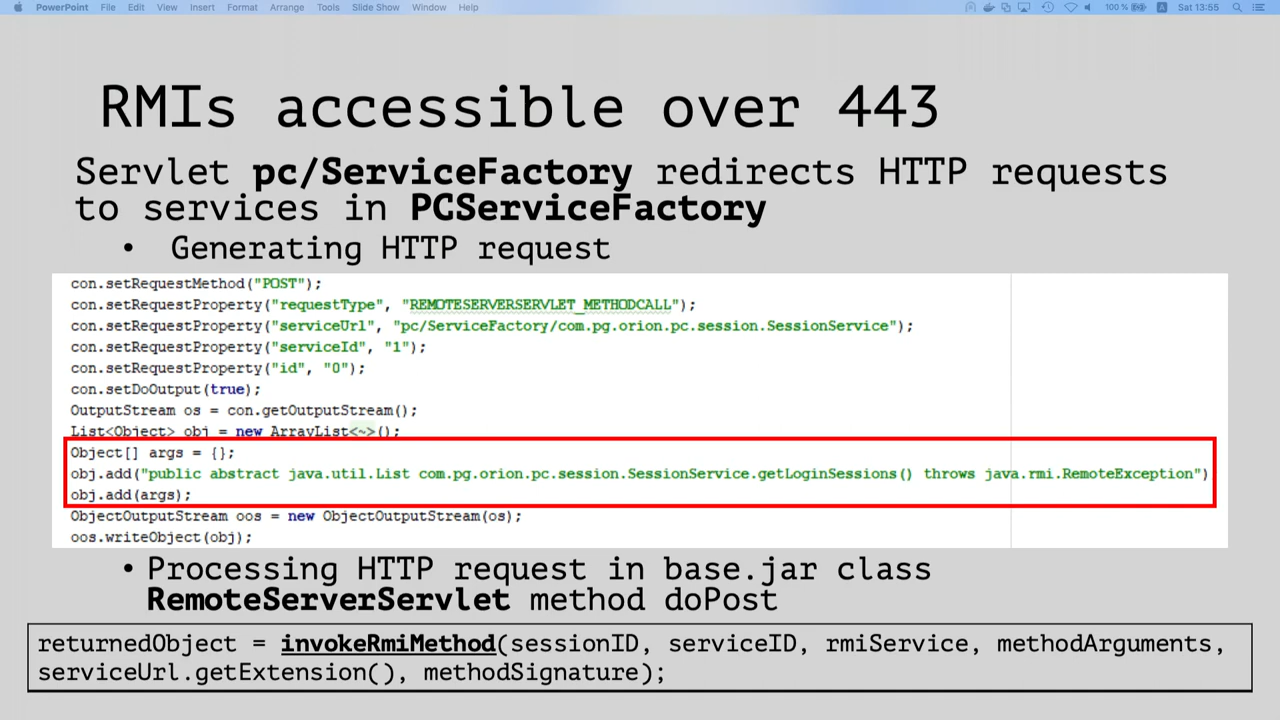 PowerPoint File Edit View Insert Format Arrange Tools Slide Show Window Help 100 % A Sat 13:55
RMIs accessible over 443
Servlet pc/ServiceFactory redirects HTTP requests
to services in PCServiceFactory
• Generating HTTP request
con.setRequestMethod("POST");
con.setRequestProperty("requestType", "REMOTESERVERSERVLET_METHODCALL");
con.setRequestProperty("serviceUrl", "pc/ServiceFactory/com.pg.orion.pc.session.SessionService");
con.setRequestProperty("serviceId", "1");
con.setRequestProperty("id", "0");
con.setDoOutput(true);
OutputStream os = con.getOutputStream();
List<Object> obj = new ArrayList<~>();
Object[] args = {};
obj.add("public abstract java.util.List com.pg.orion.pc.session.SessionService.getLoginSessions() throws java.rmi.RemoteException")
obj.add(args);
ObjectOutputStream oos = new ObjectOutputStream(os);
oos.writeObject(obj);
• Processing HTTP request in base.jar class
RemoteServerServlet method doPost
returnedObject = invokeRmiMethod(sessionID, serviceID, rmiService, methodArguments,
serviceUrl.getExtension(), methodSignature);